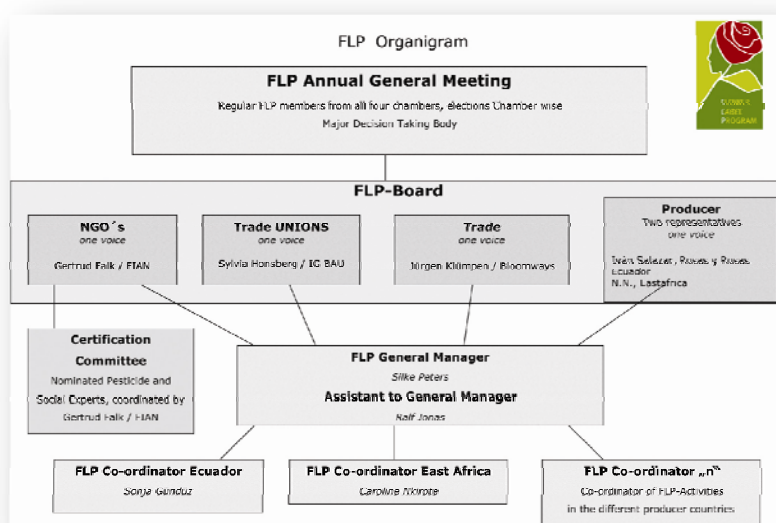 FLP Organigram
FLP Annual General Meeting
Regular FLP members from all four chambers, elections Chamber wise
Major Decision Taking Body
FLOWER
LABEL
PROGRAM
FLP-Board
NGO´s
one voice
Gertrud Falk / FIAN
Trade UNIONS
one voice
Sylvia Honsberg / IG BAU
Trade
one voice
Jürgen Klümpen / Bloomways
Producer
Two representatives
one voice
Iván Salazar, Rosas y Rosas
Ecuador
N.N., Lastafrica
Certification
Committee
Nominated Pesticide and
Social Experts, coordinated by
Gertrud Falk / FIAN
FLP General Manager
Silke Peters
Assistant to General Manager
Ralf Jonas
FLP Co-ordinator Ecuador
Sonja Gündüz
FLP Co-ordinator East Africa
Caroline Nkirote
FLP Co-ordinator „n“
Co-ordinator of FLP-Activities
in the different producer countries